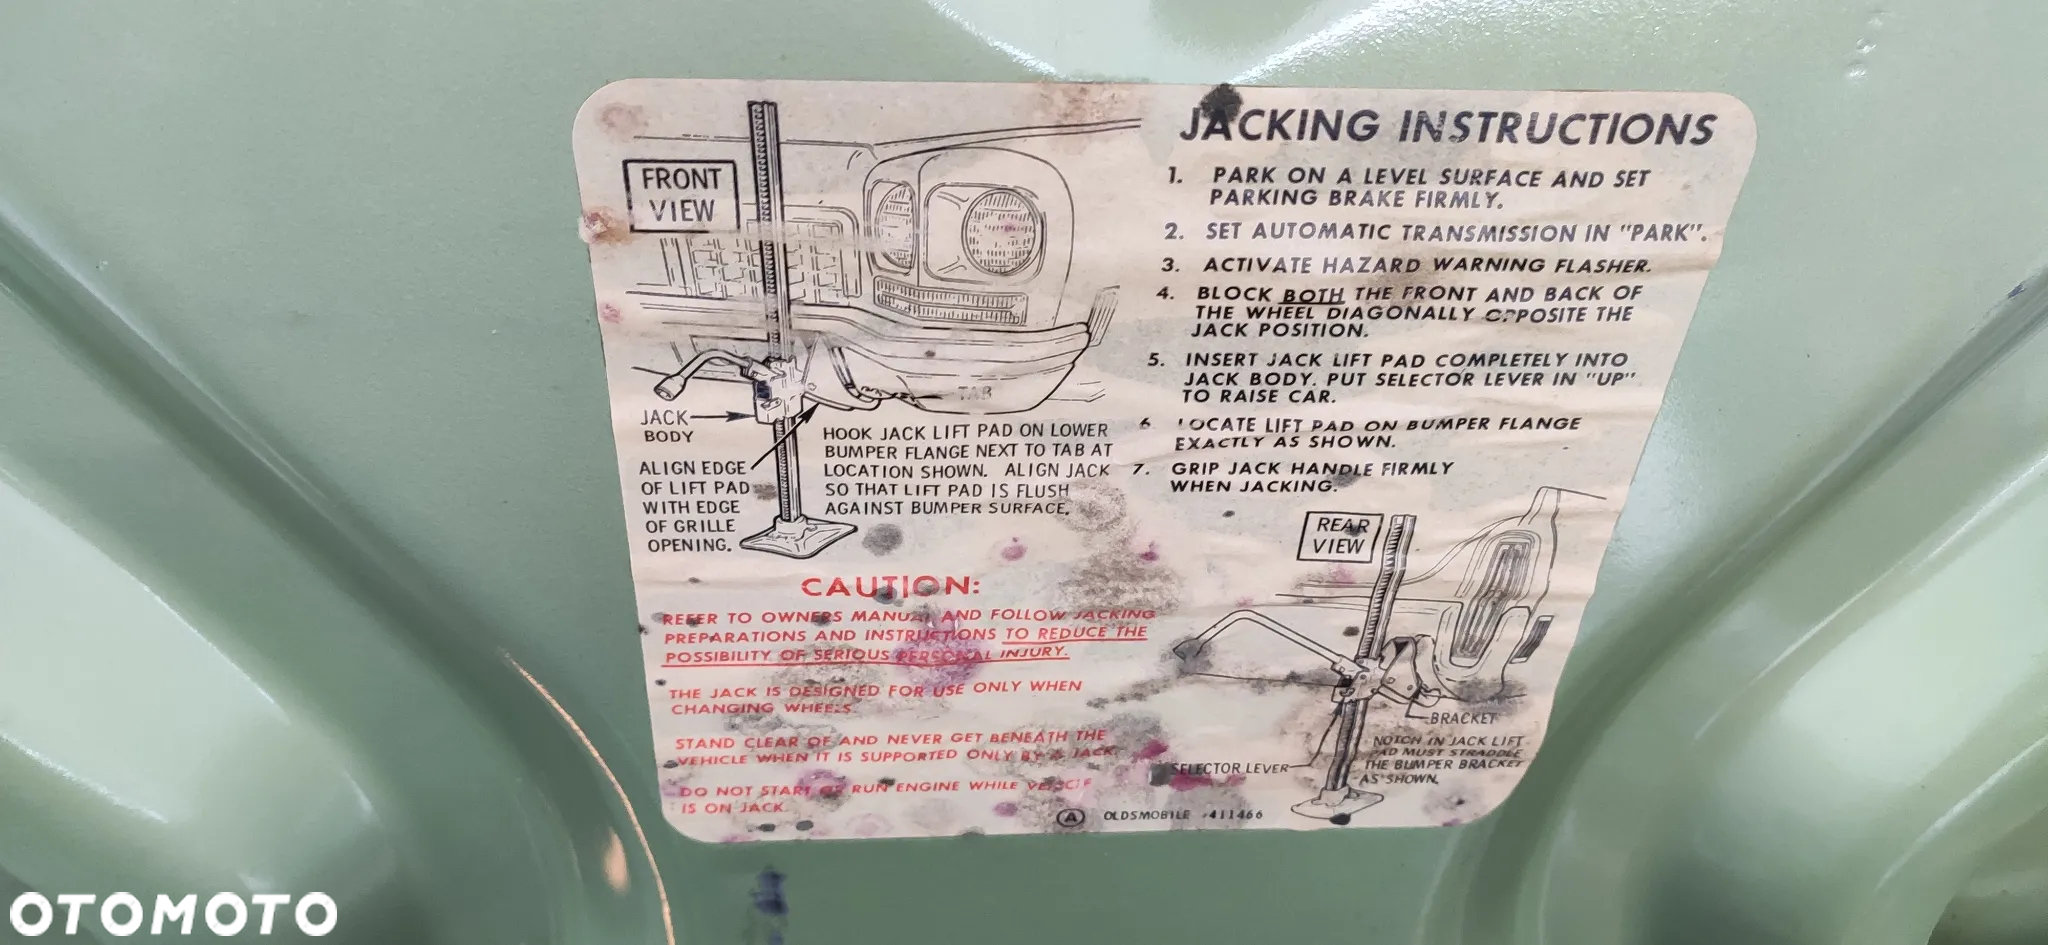 FRONT
VIEW
TAB
JACK
BODY
ALIGN EDGE
OF LIFT PAD
WITH EDGE
OF GRILLE
OPENING.
HOOK JACK LIFT PAD ON LOWER
BUMPER FLANGE NEXT TO TAB AT
LOCATION SHOWN. ALIGN JACK
SO THAT LIFT PAD IS FLUSH
AGAINST BUMPER SURFACE.
CAUTION:
REFER TO OWNERS MANUAL AND FOLLOW JACKING
PREPARATIONS AND INSTRUCTIONS TO REDUCE THE
POSSIBILITY OF SERIOUS PERSONAL INJURY.
THE JACK IS DESIGNED FOR USE ONLY WHEN
CHANGING WHEELS.
STAND CLEAR OF AND NEVER GET BENEATH THE
VEHICLE WHEN IT IS SUPPORTED ONLY BY A JACK.
DO NOT START OR RUN ENGINE WHILE VEHICLE
IS ON JACK.
JACKING INSTRUCTIONS
1. PARK ON A LEVEL SURFACE AND SET
PARKING BRAKE FIRMLY.
2. SET AUTOMATIC TRANSMISSION IN "PARK".
3. ACTIVATE HAZARD WARNING FLASHER.
4. BLOCK BOTH THE FRONT AND BACK OF
THE WHEEL DIAGONALLY OPPOSITE THE
JACK POSITION.
5. INSERT JACK LIFT PAD COMPLETELY INTO
JACK BODY. PUT SELECTOR LEVER IN "UP"
TO RAISE CAR.
6. LOCATE LIFT PAD ON BUMPER FLANGE
EXACTLY AS SHOWN.
7. GRIP JACK HANDLE FIRMLY
WHEN JACKING.
REAR
VIEW
BRACKET
NOTCH IN JACK LIFT
PAD MUST STRADDLE
THE BUMPER BRACKET
AS SHOWN.
SELECTOR LEVER
A OLDSMOBILE 411466
OTOMOTO